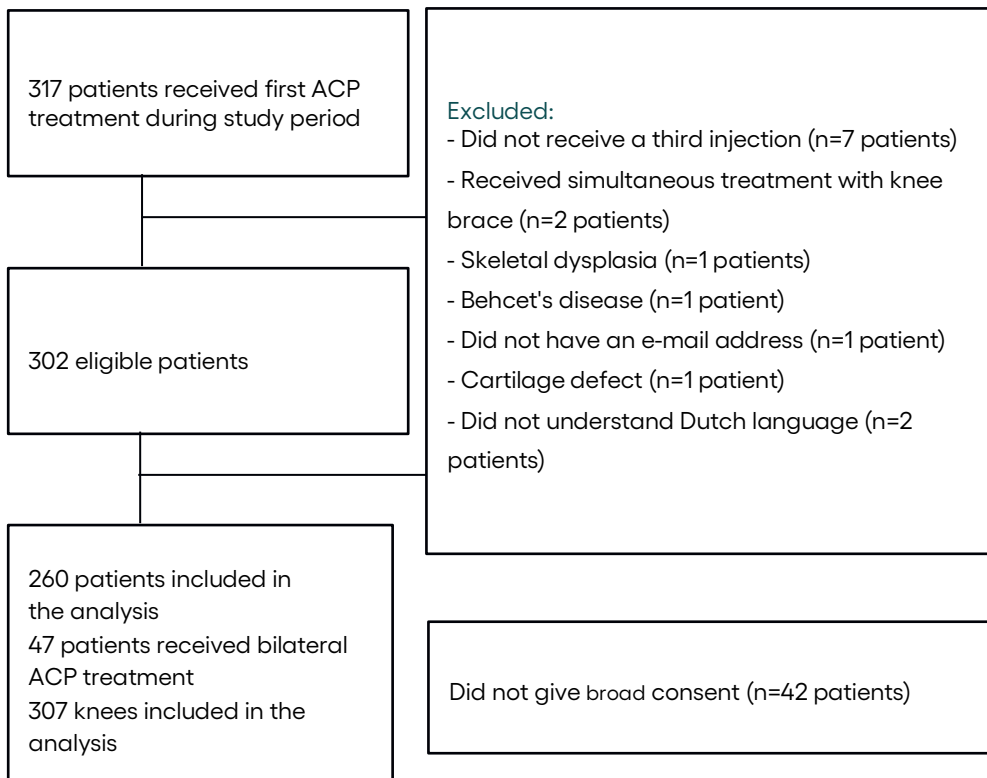 317 patients received first ACP
treatment during study period
Excluded:
- Did not receive a third injection (n=7 patients)
- Received simultaneous treatment with knee
brace (n=2 patients)
- Skeletal dysplasia (n=1 patients)
- Behcet's disease (n=1 patient)
- Did not have an e-mail address (n=1 patient)
- Cartilage defect (n=1 patient)
- Did not understand Dutch language (n=2
patients)
302 eligible patients
260 patients included in
the analysis
47 patients received bilateral
ACP treatment
307 knees included in the
analysis
Did not give broad consent (n=42 patients)